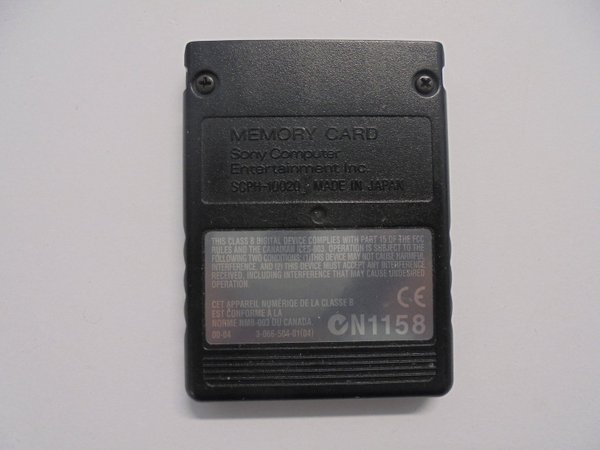 MEMORY CARD
Sony Computer
Entertainment Inc.
SCPH-10020 MADE IN JAPAN
THIS CLASS B DIGITAL DEVICE COMPLIES WITH PART 15 OF THE FCC
RULES AND THE CANADIAN ICES-003. OPERATION IS SUBJECT TO THE
FOLLOWING TWO CONDITIONS: (1) THIS DEVICE MAY NOT CAUSE HARMFUL
INTERFERENCE, AND (2) THIS DEVICE MUST ACCEPT ANY INTERFERENCE
RECEIVED, INCLUDING INTERFERENCE THAT MAY CAUSE UNDESIRED
OPERATION.
CET APPAREIL NUMÉRIQUE DE LA CLASSE B
EST CONFORME À LA
NORME NMB-003 DU CANADA.
CE
N1158
3-066-504-01(04)